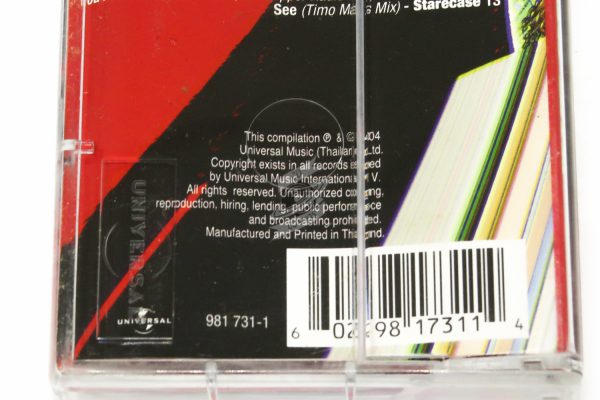 See (Timo Maas Mix) - Starecase 13
This compilation ℗ & © 2004
Universal Music (Thailand) Ltd.
Copyright exists in all records issued
by Universal Music International B.V.
All rights reserved. Unauthorized copying,
reproduction, hiring, lending, public performance
and broadcasting prohibited.
Manufactured and Printed in Thailand.
UNIVERSAL
UNIVERSAL
981 731-1
6 02498 17311 4